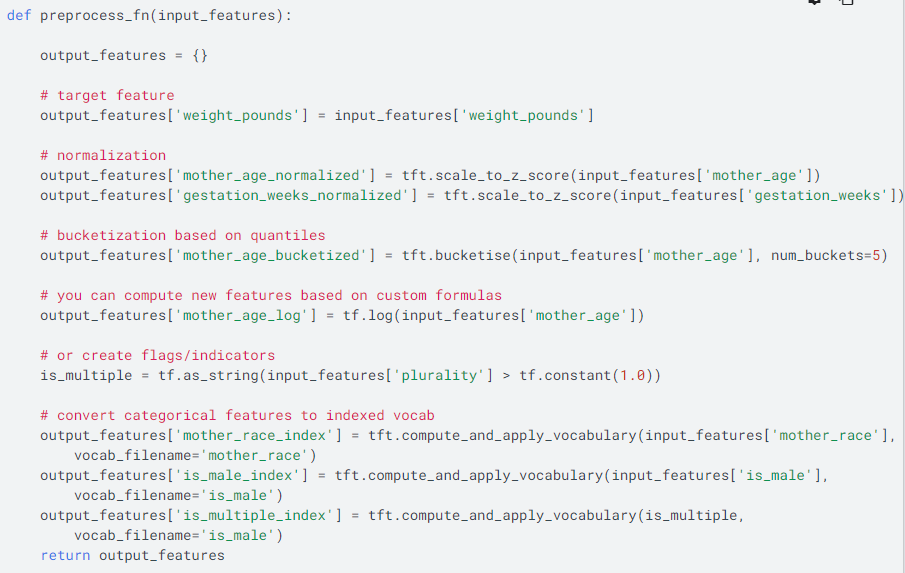 def preprocess_fn(input_features):
output_features = {}
# target feature
output_features['weight_pounds'] = input_features['weight_pounds']
# normalization
output_features['mother_age_normalized'] = tft.scale_to_z_score(input_features['mother_age'])
output_features['gestation_weeks_normalized'] = tft.scale_to_z_score(input_features['gestation_weeks'])
# bucketization based on quantiles
output_features['mother_age_bucketized'] = tft.bucketise(input_features['mother_age'], num_buckets=5)
# you can compute new features based on custom formulas
output_features['mother_age_log'] = tf.log(input_features['mother_age'])
# or create flags/indicators
is_multiple = tf.as_string(input_features['plurality'] > tf.constant(1.0))
# convert categorical features to indexed vocab
output_features['mother_race_index'] = tft.compute_and_apply_vocabulary(input_features['mother_race'],
vocab_filename='mother_race')
output_features['is_male_index'] = tft.compute_and_apply_vocabulary(input_features['is_male'],
vocab_filename='is_male')
output_features['is_multiple_index'] = tft.compute_and_apply_vocabulary(is_multiple,
vocab_filename='is_male')
return output_features